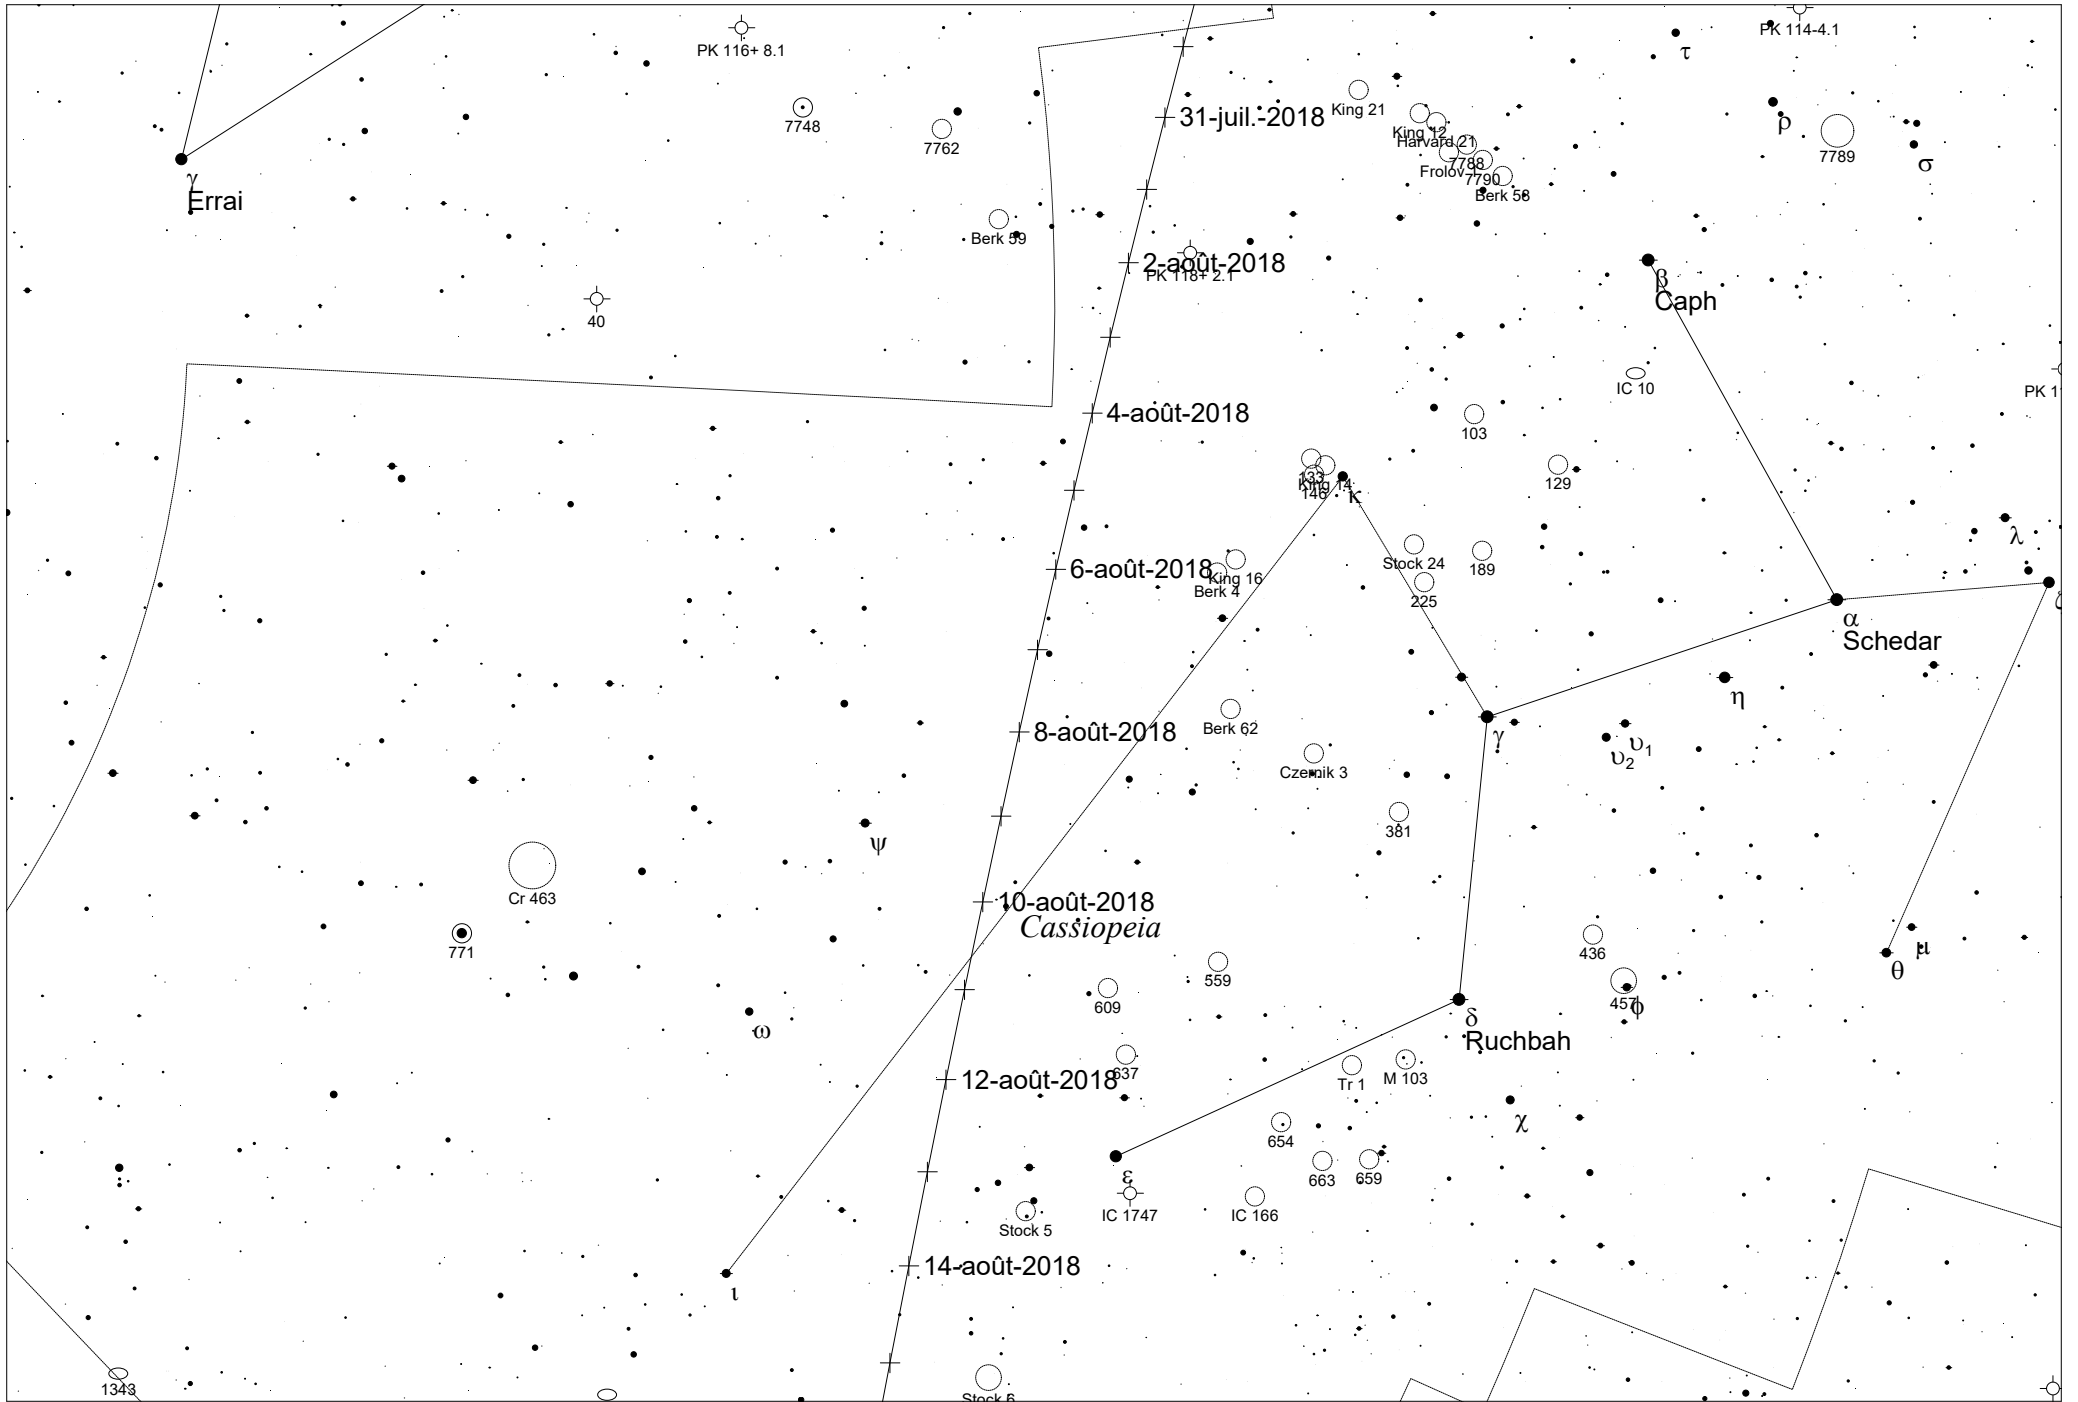 PK 116+ 8.1
PK 114-4.1
τ
7748
31-juil.-2018
King 21
ρ
7762
King 12
Harvard 21
7789
7788
σ
Frolov 1
7790
γ
Errai
Berk 58
Berk 59
2-août-2018
PK 118+ 2.1
β
Caph
40
IC 10
PK 1
4-août-2018
103
133
King 14
146
κ
129
λ
6-août-2018
King 16
Berk 4
Stock 24
189
225
α
Schedar
η
8-août-2018
Berk 62
γ
υ1
υ2
Czernik 3
ψ
381
Cr 463
10-août-2018
Cassiopeia
771
436
μ
θ
559
457
ϕ
609
ω
δ
Ruchbah
637
12-août-2018
Tr 1
M 103
χ
654
ε
663
659
IC 1747
IC 166
Stock 5
14-août-2018
ι
1343
Stock 6